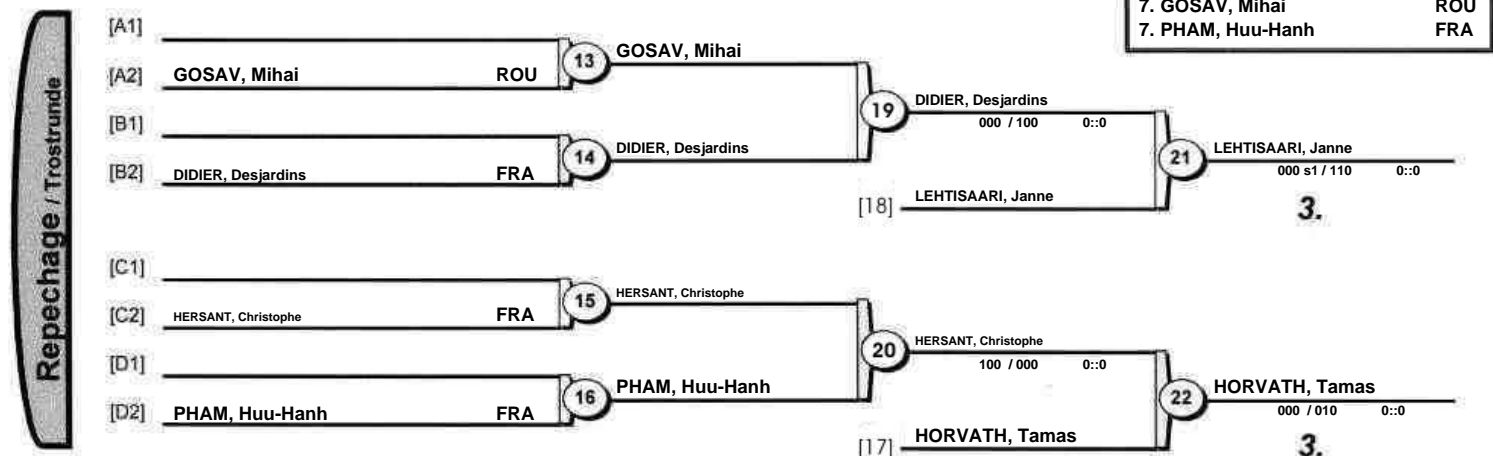 7. GOSAV, Mihai ROU
7. PHAM, Huu-Hanh FRA
Repechage / Trostrunde
[A1]
[A2] GOSAV, Mihai ROU
13 GOSAV, Mihai
[B1]
[B2] DIDIER, Desjardins FRA
14 DIDIER, Desjardins
19 DIDIER, Desjardins
000 / 100 0::0
[18] LEHTISAARI, Janne
21 LEHTISAARI, Janne
000 s1 / 110 0::0
3.
[C1]
[C2] HERSANT, Christophe FRA
15 HERSANT, Christophe
[D1]
[D2] PHAM, Huu-Hanh FRA
16 PHAM, Huu-Hanh
20 HERSANT, Christophe
100 / 000 0::0
[17] HORVATH, Tamas
22 HORVATH, Tamas
000 / 010 0::0
3.